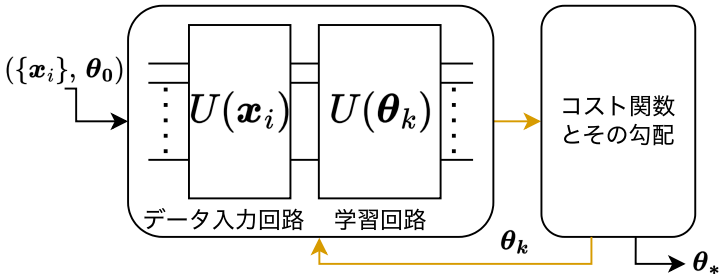 ({𝒙ᵢ}, 𝜽₀)
U(𝒙ᵢ)
U(𝜽ₖ)
データ入力回路
学習回路
コスト関数
とその勾配
𝜽ₖ
𝜽*